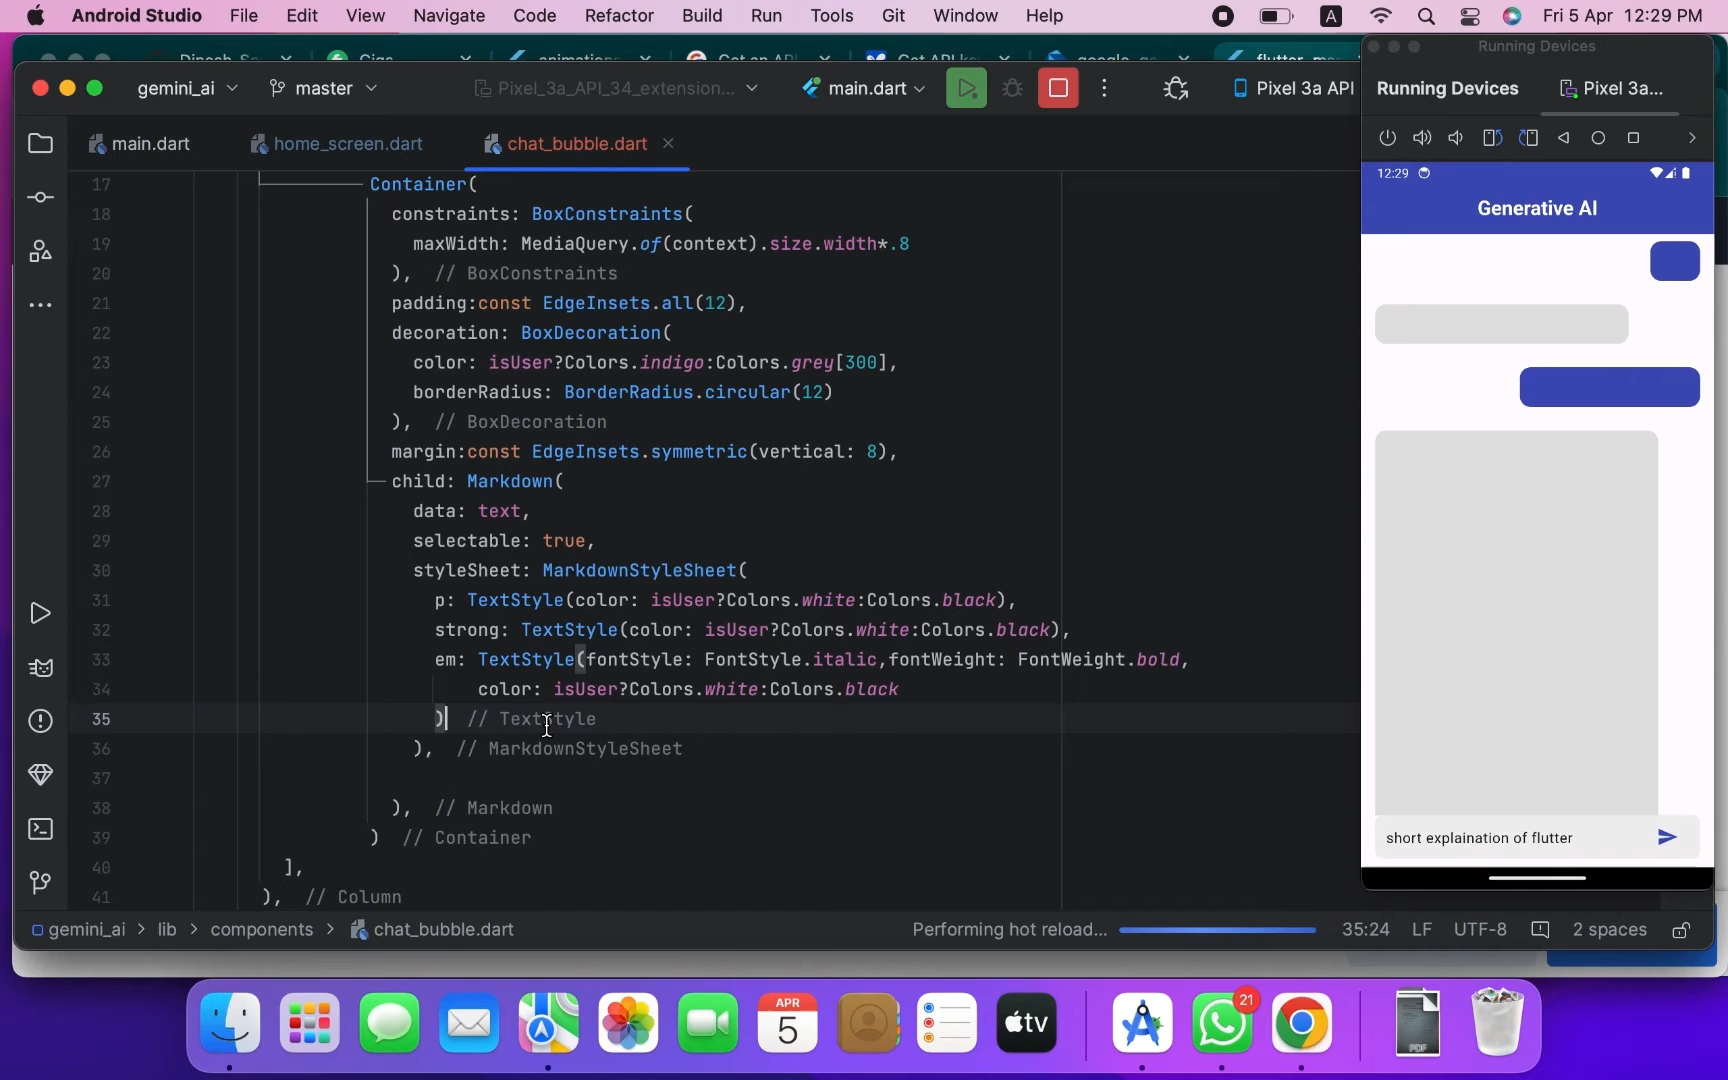 Android Studio File Edit View Navigate Code Refactor Build Run Tools Git Window Help A Fri 5 Apr 12:29 PM
Gigs animations
Running Devices
gemini_ai master Pixel_3a_API_34_extension... main.dart Pixel 3a API
Running Devices Pixel 3a...
main.dart home_screen.dart chat_bubble.dart
17 Container(
18 constraints: BoxConstraints(
19 maxWidth: MediaQuery.of(context).size.width*.8
20 ), // BoxConstraints
21 padding:const EdgeInsets.all(12),
22 decoration: BoxDecoration(
23 color: isUser?Colors.indigo:Colors.grey[300],
24 borderRadius: BorderRadius.circular(12)
25 ), // BoxDecoration
26 margin:const EdgeInsets.symmetric(vertical: 8),
27 child: Markdown(
28 data: text,
29 selectable: true,
30 styleSheet: MarkdownStyleSheet(
31 p: TextStyle(color: isUser?Colors.white:Colors.black),
32 strong: TextStyle(color: isUser?Colors.white:Colors.black),
33 em: TextStyle(fontStyle: FontStyle.italic,fontWeight: FontWeight.bold,
34 color: isUser?Colors.white:Colors.black
35 ) // TextStyle
36 ), // MarkdownStyleSheet
37
38 ), // Markdown
39 ) // Container
40 ],
41 ), // Column
12:29
Generative AI
short explaination of flutter
gemini_ai > lib > components > chat_bubble.dart Performing hot reload... 35:24 LF UTF-8 2 spaces
APR
5
tv
21
PDF